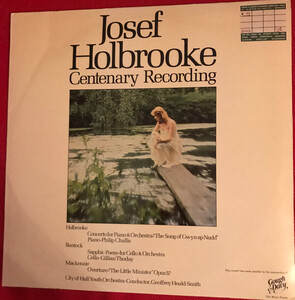 Josef
Holbrooke
Centenary Recording
Holbrooke
Concerto for Piano & Orchestra "The Song of Gwyn ap Nudd"
Piano-Philip Challis
Bantock
Sapphic Poem-for Cello & Orchestra
Cello-Gillian Thoday
Mackenzie
Overture "The Little Minister" Opus 57
City of Hull Youth Orchestra-Conductor, Geoffrey Heald-Smith
Gough
& Davy